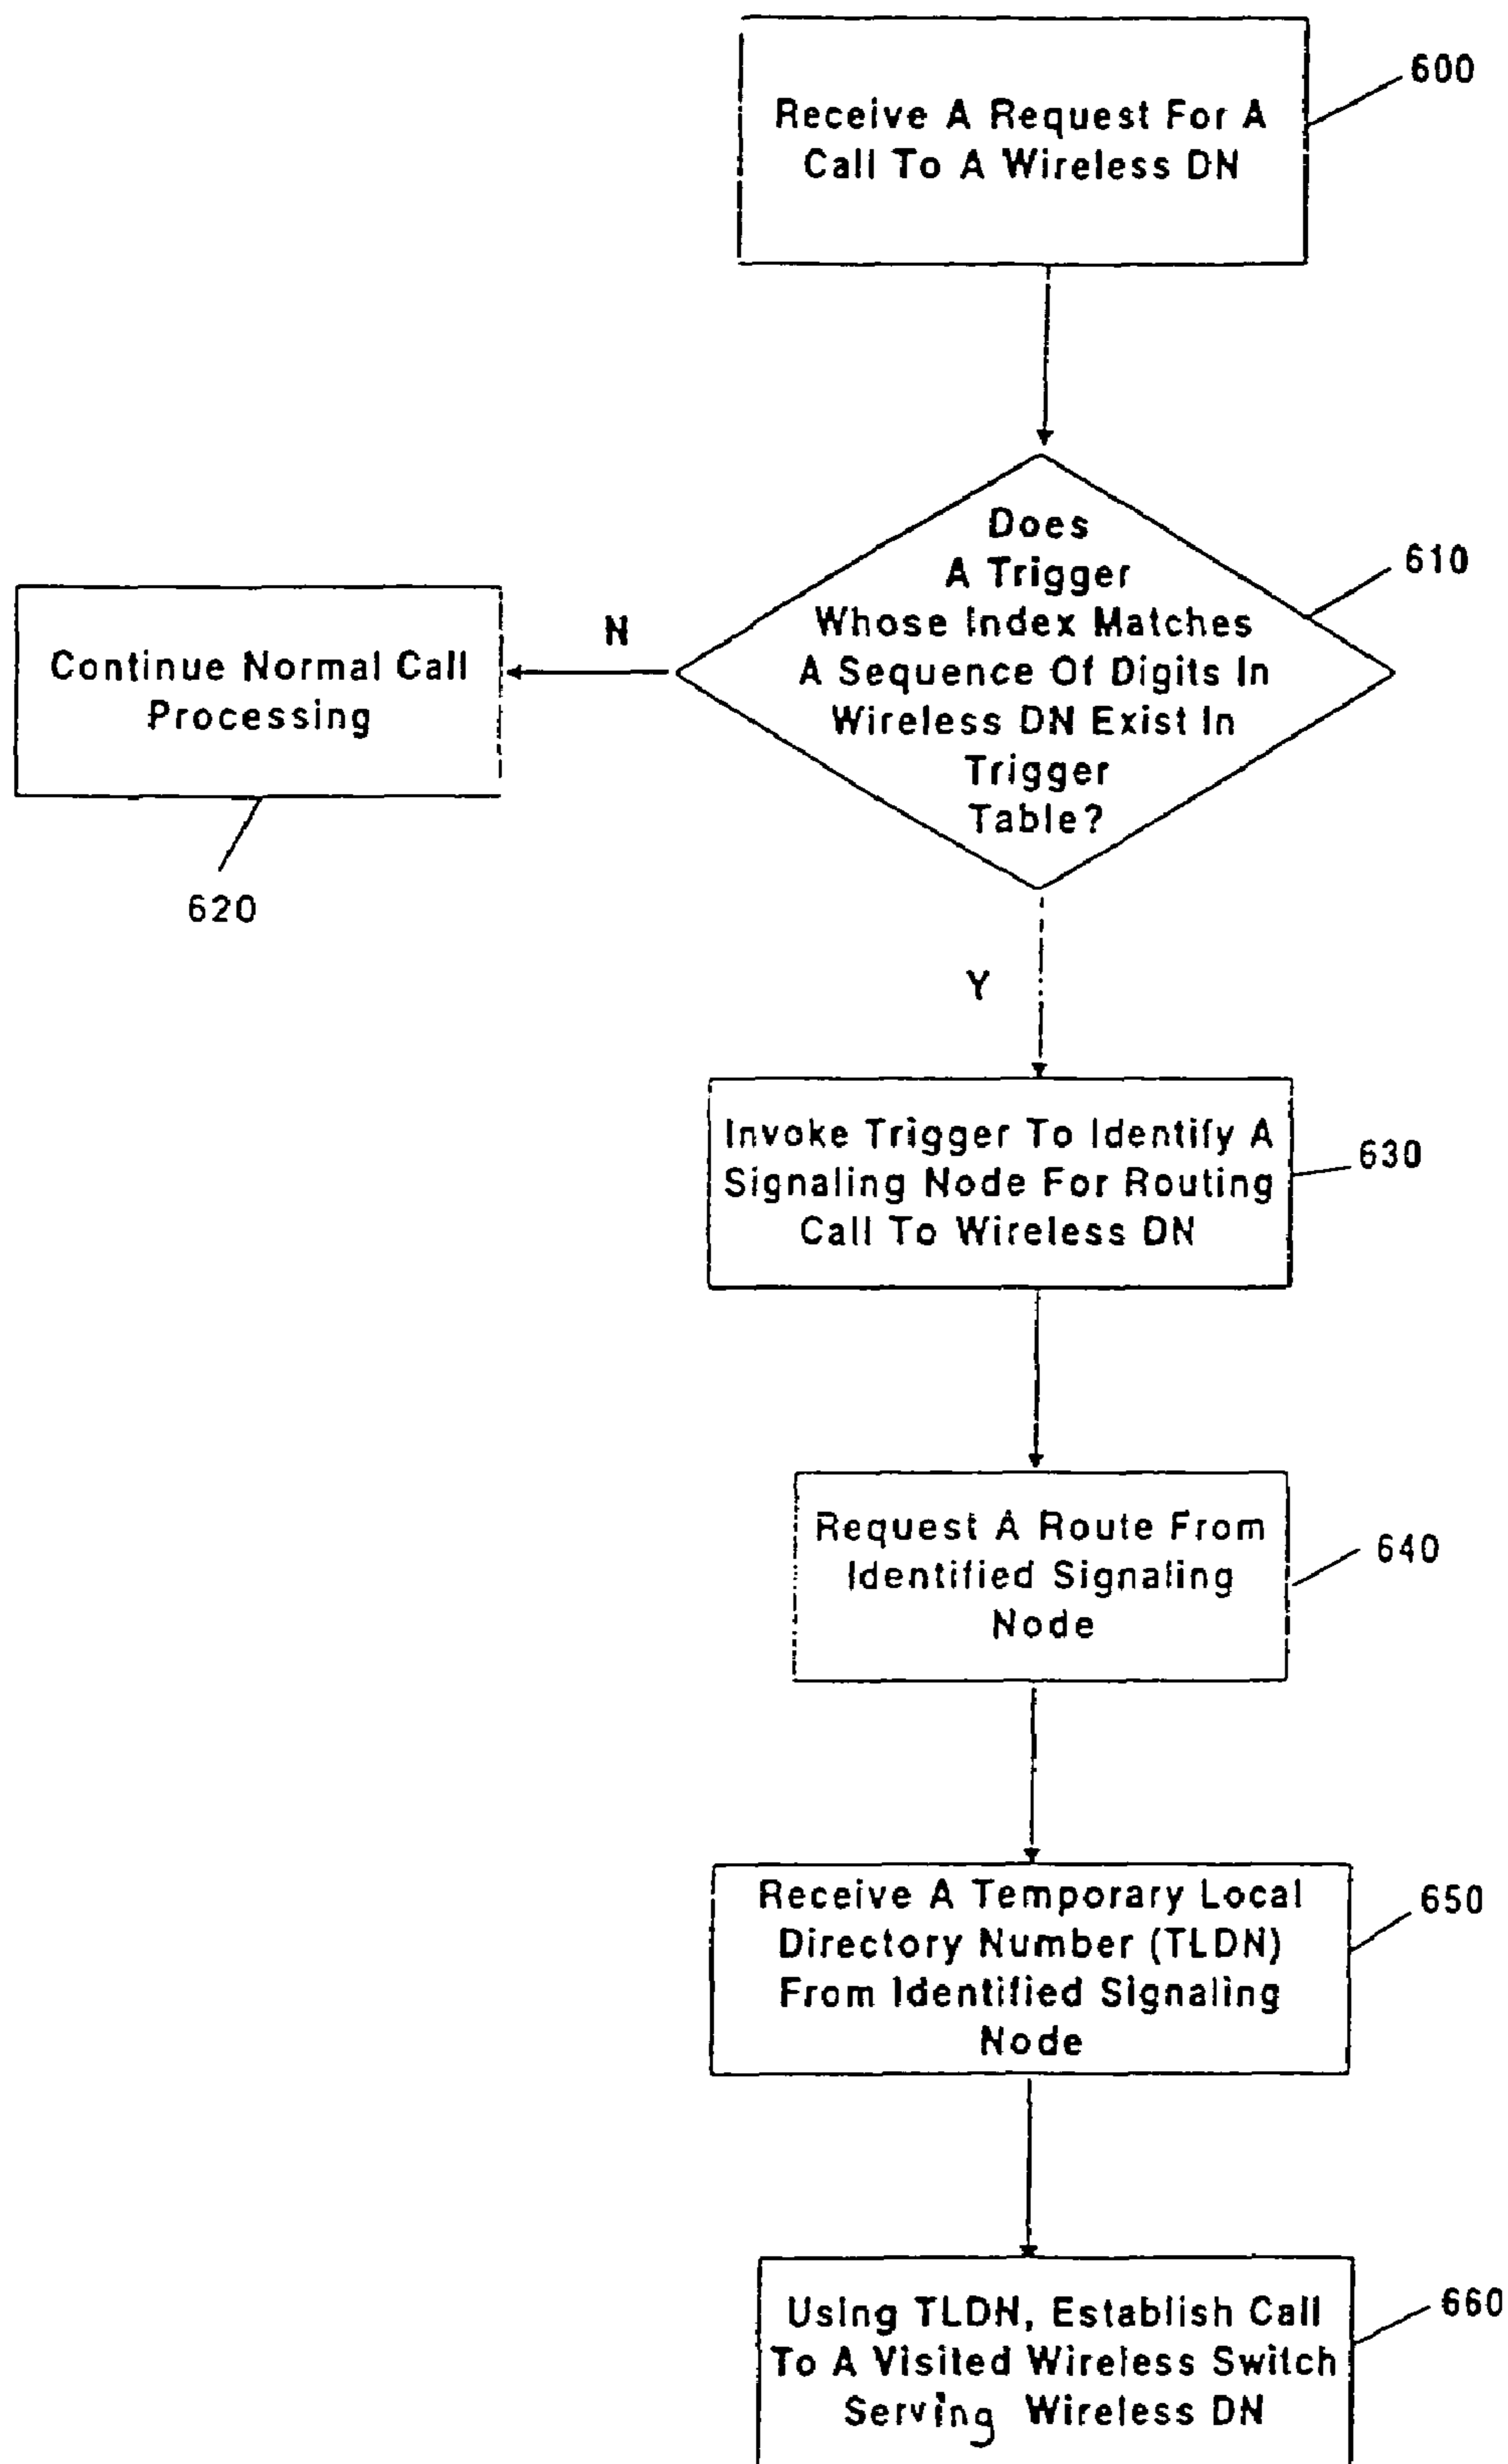 Receive A Request For A
Call To A Wireless DN
600
Does
A Trigger
Whose Index Matches
A Sequence Of Digits In
Wireless DN Exist In
Trigger
Table?
610
N
Continue Normal Call
Processing
620
Y
Invoke Trigger To Identify A
Signaling Node For Routing
Call To Wireless DN
630
Request A Route From
Identified Signaling
Node
640
Receive A Temporary Local
Directory Number (TLDN)
From Identified Signaling
Node
650
Using TLDN, Establish Call
To A Visited Wireless Switch
Serving Wireless DN
660